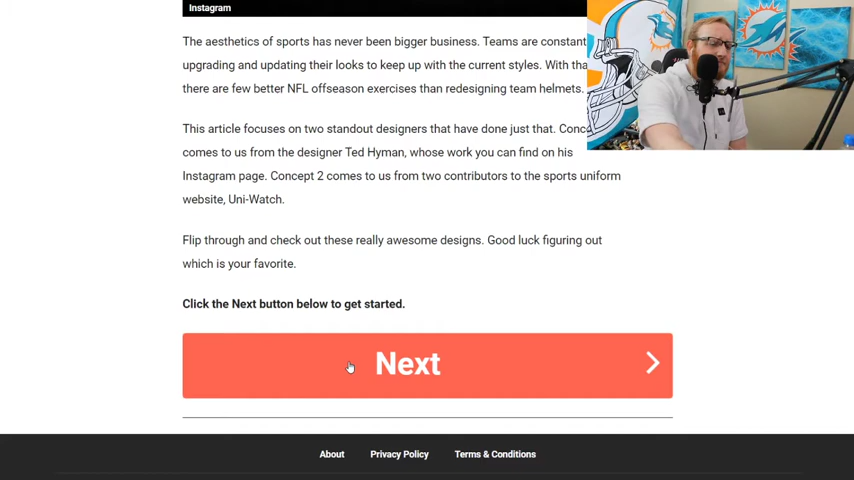 Instagram
The aesthetics of sports has never been bigger business. Teams are constant
upgrading and updating their looks to keep up with the current styles. With tha
there are few better NFL offseason exercises than redesigning team helmets.
This article focuses on two standout designers that have done just that. Conc
comes to us from the designer Ted Hyman, whose work you can find on his
Instagram page. Concept 2 comes to us from two contributors to the sports uniform
website, Uni-Watch.
Flip through and check out these really awesome designs. Good luck figuring out
which is your favorite.
Click the Next button below to get started.
Next
About Privacy Policy Terms & Conditions